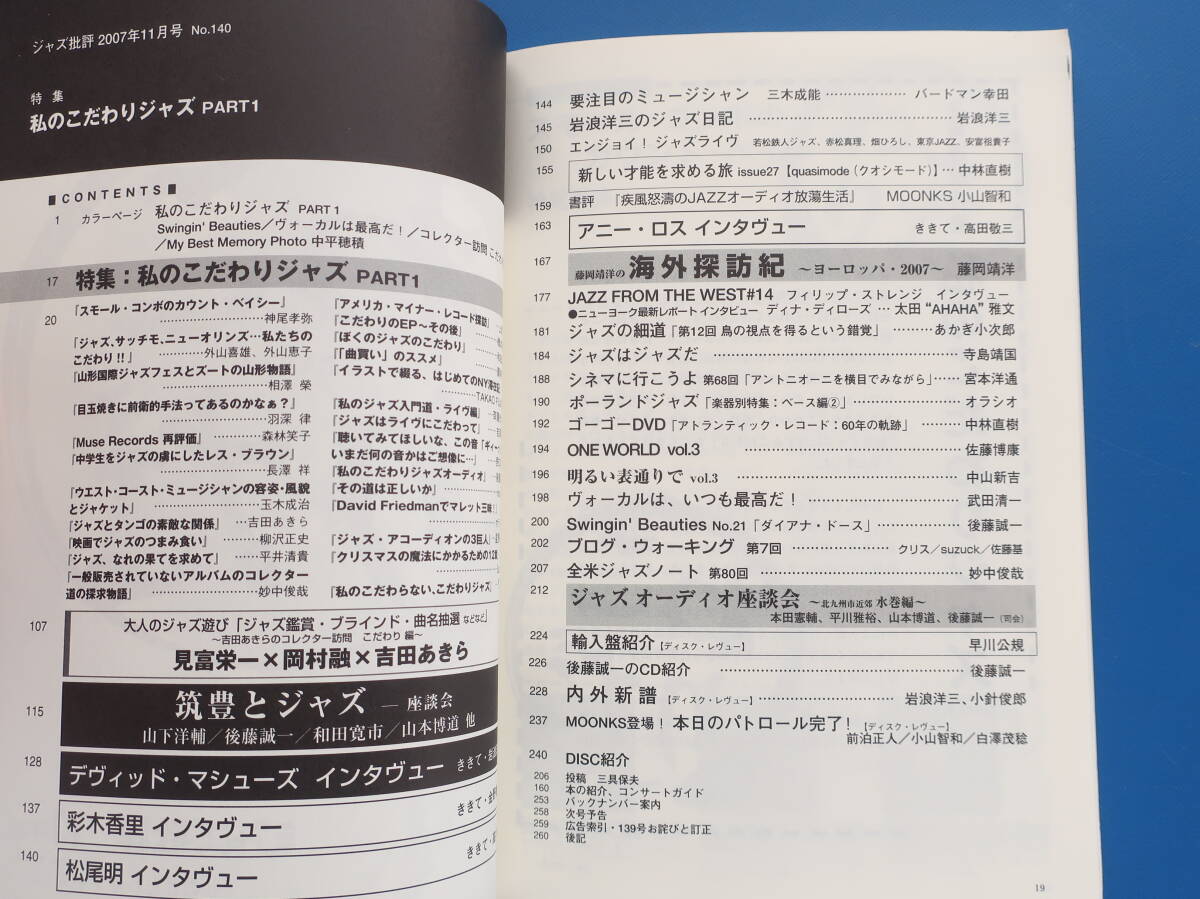 ジャズ批評 2007年11月号 No.140
特 集
私のこだわりジャズ PART1
■CONTENTS■
1 カラーページ 私のこだわりジャズ PART 1
Swingin' Beauties／ヴォーカルは最高だ！／コレクター訪問 こだわ
／My Best Memory Photo 中平穂積
17 特集：私のこだわりジャズ PART1
20
『スモール・コンボのカウント・ベイシー』
神尾孝弥
『ジャズ、サッチモ、ニューオリンズ…私たちの
こだわり!!』 …………外山喜雄、外山恵子
『山形国際ジャズフェスとズートの山形物語』
……………………相澤 榮
『目玉焼きに前衛的手法ってあるのかなぁ？』
……………………羽深 律
『Muse Records 再評価』 …………森林笑子
『中学生をジャズの虜にしたレス・ブラウン』
長澤 祥
『ウエスト・コースト・ミュージシャンの容姿・風貌
とジャケット』 ……………………玉木成治
『ジャズとタンゴの素敵な関係』 …吉田あきら
『映画でジャズのつまみ食い』 ………柳沢正史
『ジャズ、なれの果てを求めて』 ……平井清貴
『一般販売されていないアルバムのコレクター
道の探求物語』 ……………………妙中俊哉
『アメリカ・マイナー・レコード探訪』
『こだわりのEP〜その後』
『ぼくのジャズのこだわり』
『「曲買い」のススメ』
『イラストで綴る、はじめてのNY
TAKAO
『私のジャズ入門道・ライヴ編』
『ジャズはライヴにこだわって』
『聴いてみてほしいな、この音「ギィー
いまだ何の音かはご想像に…』
『私のこだわりジャズオーディオ』
『その道は正しいか』
『David Friedmanでマレット三昧！』
『ジャズ・アコーディオンの3巨人』
『クリスマスの魔法にかかるための12
『私のこだわらない、こだわりジャズ』
107 大人のジャズ遊び「ジャズ鑑賞・ブラインド・曲名抽選 などなど」
〜吉田あきらのコレクター訪問 こだわり 編〜
見富栄一×岡村融×吉田あきら
115 筑豊とジャズ ― 座談会
山下洋輔／後藤誠一／和田寛市／山本博道 他
128 デヴィッド・マシューズ インタヴュー ききて・
137 彩木香里 インタヴュー ききて・
140 松尾明 インタヴュー ききて・
144 要注目のミュージシャン 三木成能 ……………… バードマン幸田
145 岩浪洋三のジャズ日記 ……………… 岩浪洋三
150 エンジョイ！ ジャズライヴ 若松鉄人ジャズ、赤松真理、畑ひろし、東京JAZZ、安富祖貴子
155 新しい才能を求める旅 issue27【quasimode（クオシモード）】… 中林直樹
159 書評 『疾風怒濤のJAZZオーディオ放蕩生活』 MOONKS 小山智和
163 アニー・ロス インタヴュー ききて・高田敬三
167 藤岡靖洋の 海外探訪紀 〜ヨーロッパ・2007〜 藤岡靖洋
177 JAZZ FROM THE WEST#14 フィリップ・ストレンジ インタヴュー
●ニューヨーク最新レポートインタビュー ディナ・ディローズ … 太田 “AHAHA” 雅文
181 ジャズの細道「第12回 鳥の視点を得るという錯覚」 ……… あかぎ小次郎
184 ジャズはジャズだ ……………… 寺島靖国
188 シネマに行こうよ 第68回「アントニオーニを横目でみながら」…… 宮本洋通
190 ポーランドジャズ 「楽器別特集：ベース編②」 ……………… オラシオ
192 ゴーゴーDVD 「アトランティック・レコード：60年の軌跡」 ……… 中林直樹
194 ONE WORLD vol.3 ……………… 佐藤博康
196 明るい表通りで vol.3 ……………… 中山新吉
198 ヴォーカルは、いつも最高だ！ ……………… 武田清一
200 Swingin' Beauties No.21「ダイアナ・ドース」 …………… 後藤誠一
202 ブログ・ウォーキング 第7回 ……………… クリス／suzuck／佐藤基
207 全米ジャズノート 第80回 ……………… 妙中俊哉
212 ジャズ オーディオ座談会 〜北九州市近郊 水巻編〜
本田憲輔、平川雅裕、山本博道、後藤誠一（司会）
224 輸入盤紹介【ディスク・レヴュー】 早川公規
226 後藤誠一のCD紹介 ……………… 後藤誠一
228 内外新譜 【ディスク・レヴュー】 ……………… 岩浪洋三、小針俊郎
237 MOONKS登場！ 本日のパトロール完了！ 【ディスク・レヴュー】
前泊正人／小山智和／白澤茂稔
240 DISC紹介
206 投稿 三具保夫
160 本の紹介、コンサートガイド
253 バックナンバー案内
258 次号予告
259 広告索引・139号お詫びと訂正
260 後記
19